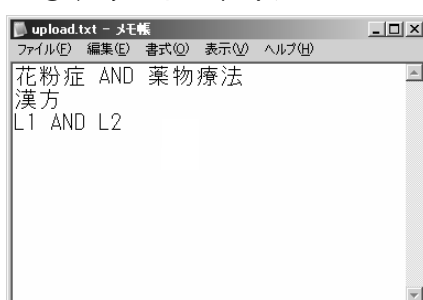 upload.txt - メモ帳
ファイル(F) 編集(E) 書式(O) 表示(V) ヘルプ(H)
花粉症 AND 薬物療法
漢方
L1 AND L2